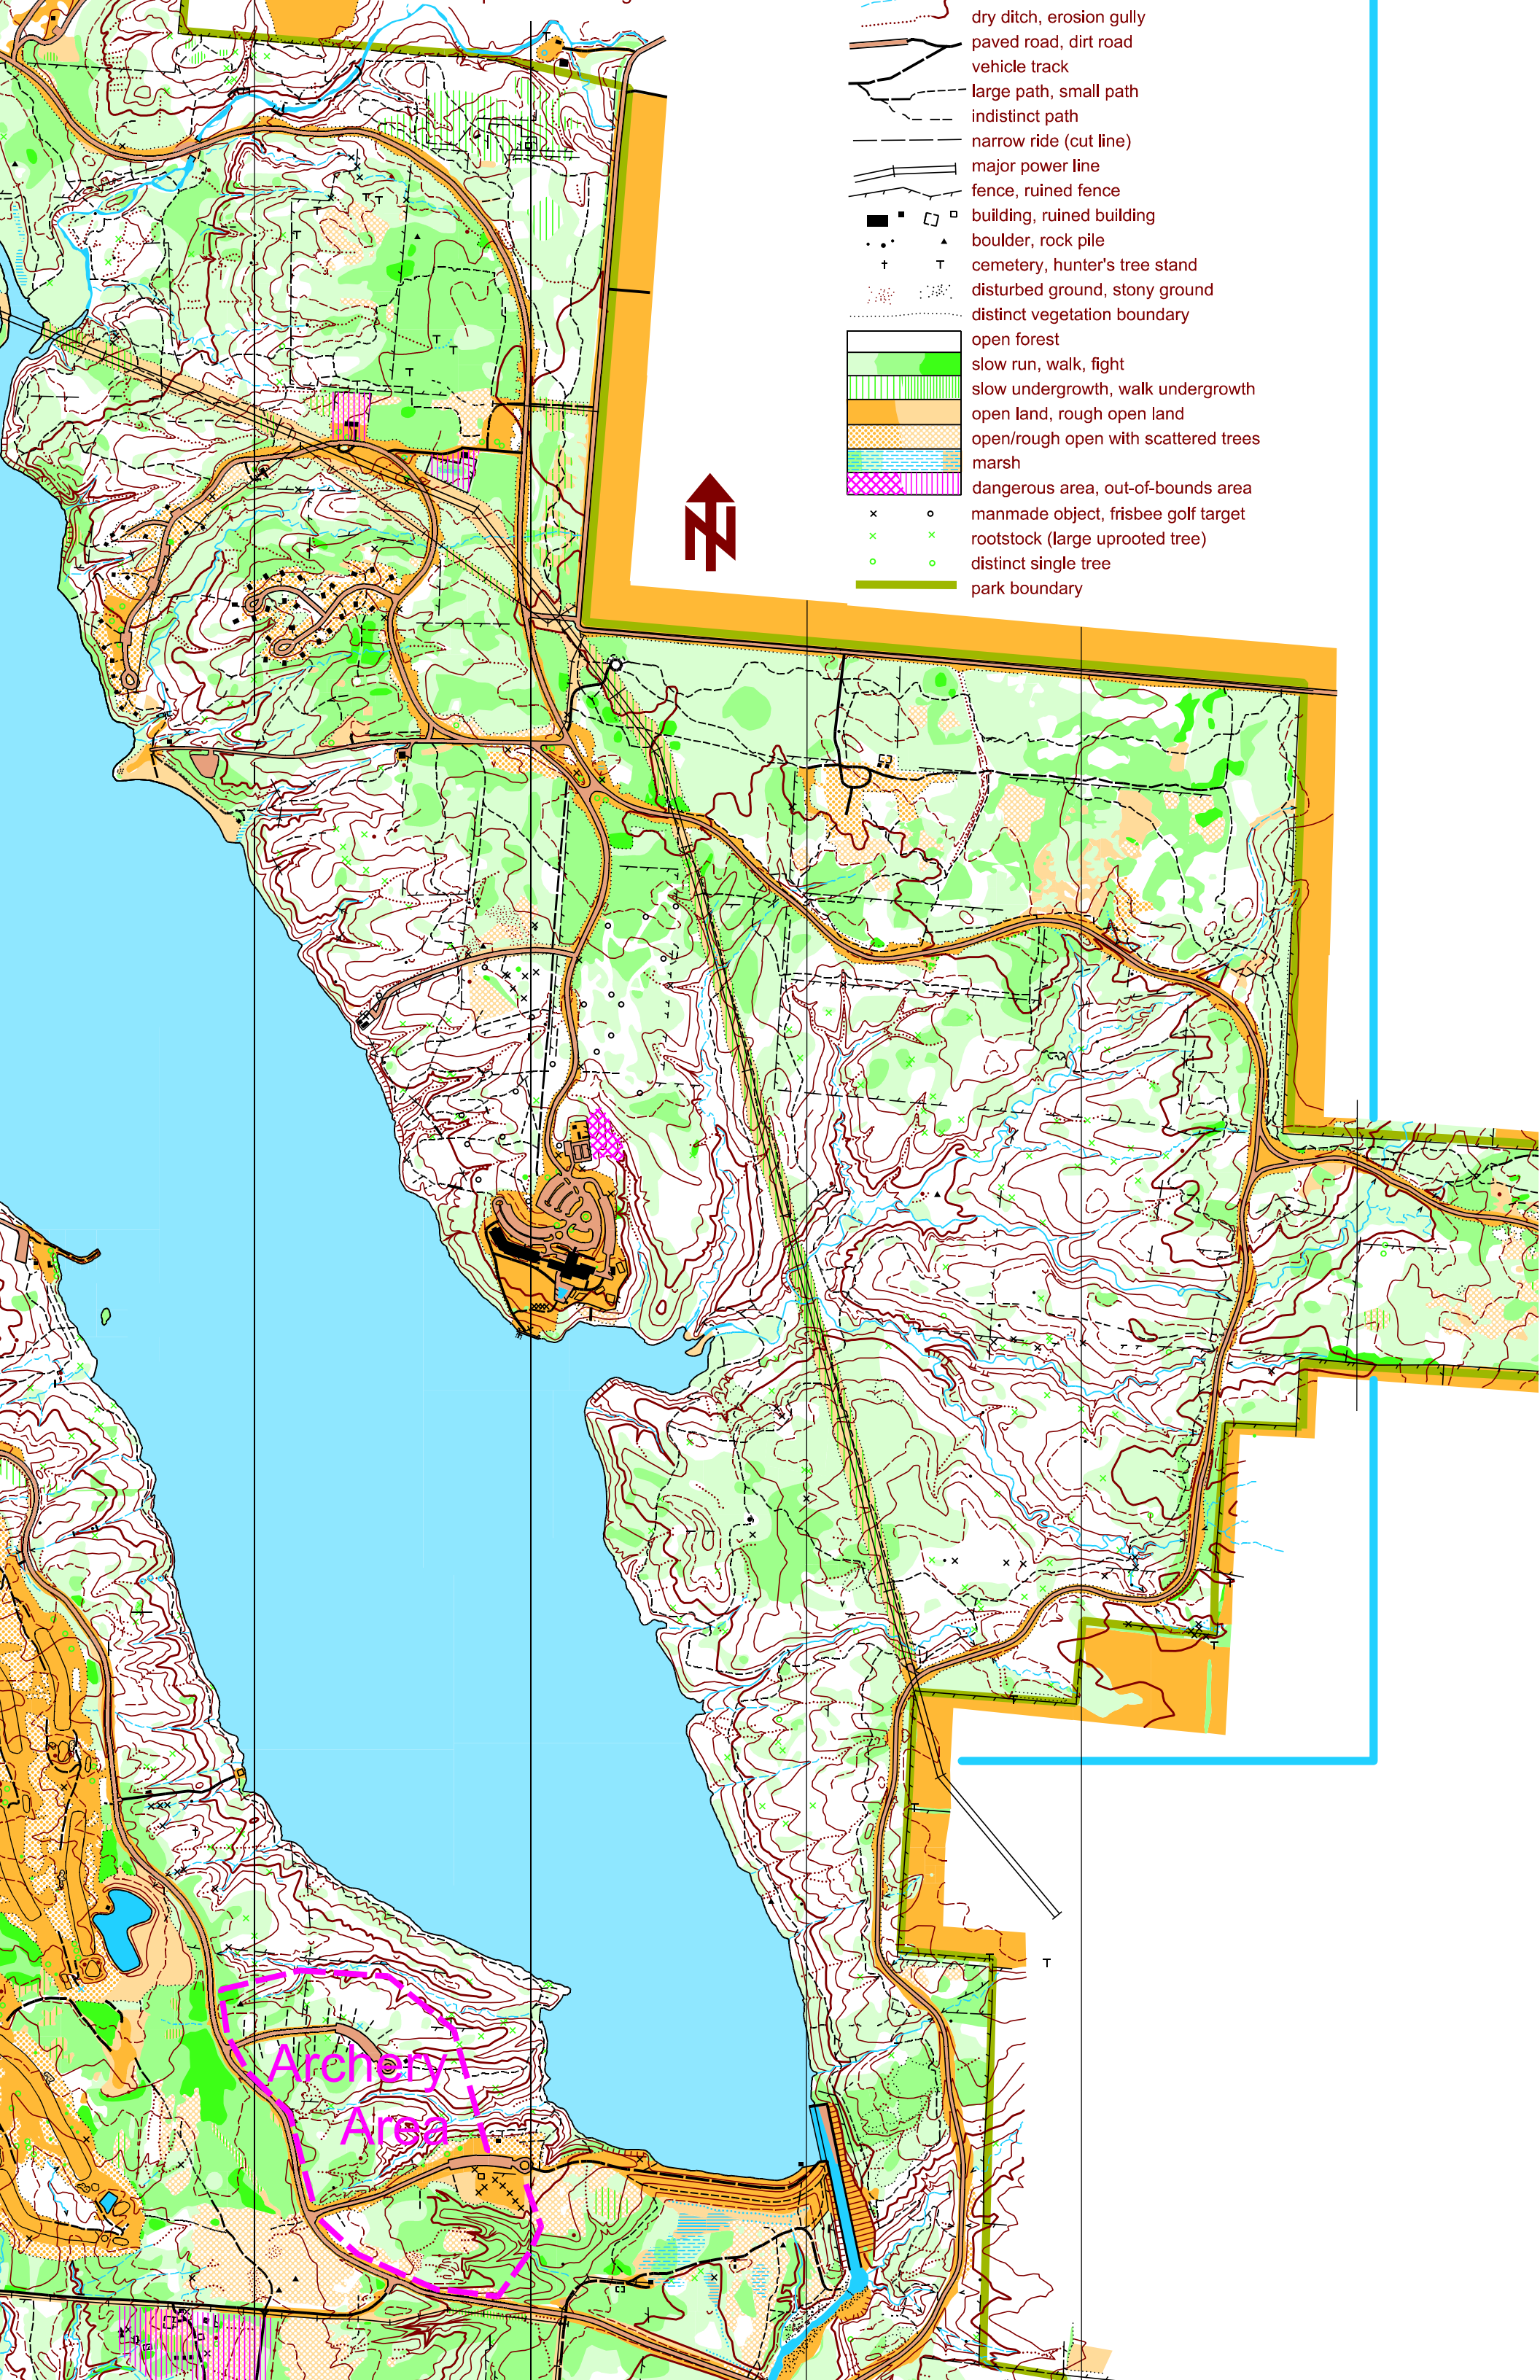 dry ditch, erosion gully
paved road, dirt road
vehicle track
large path, small path
indistinct path
narrow ride (cut line)
major power line
fence, ruined fence
building, ruined building
boulder, rock pile
cemetery, hunter's tree stand
disturbed ground, stony ground
distinct vegetation boundary
open forest
slow run, walk, fight
slow undergrowth, walk undergrowth
open land, rough open land
open/rough open with scattered trees
marsh
dangerous area, out-of-bounds area
manmade object, frisbee golf target
rootstock (large uprooted tree)
distinct single tree
park boundary
N
Archery
Area